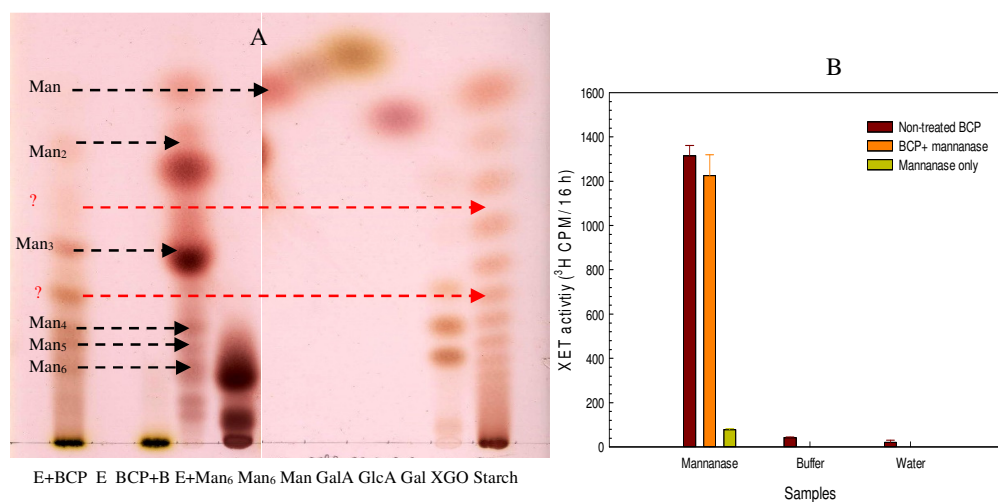 A
Man
Man₂
?
Man₃
?
Man₄
Man₅
Man₆
E+BCP E BCP+B E+Man₆ Man₆ Man GalA GlcA Gal XGO Starch
B
1600
1400
1200
1000
800
600
400
200
0
XET activtiy (³H CPM/ 16 h)
Non-treated BCP
BCP+ mannanase
Mannanase only
Mannanase Buffer Water
Samples